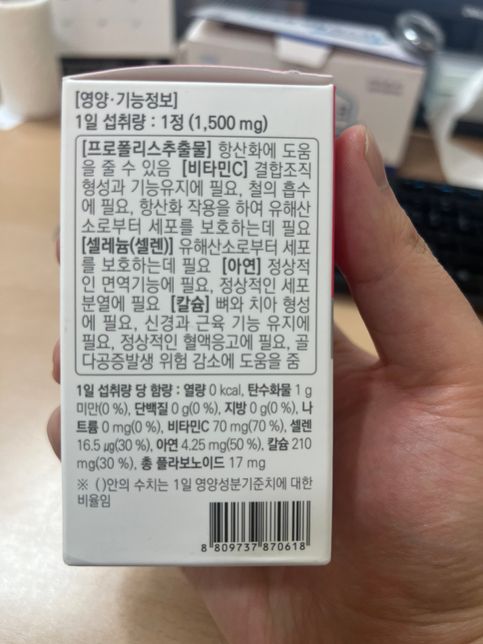 [영양·기능정보]
1일 섭취량 : 1정 (1,500 mg)
[프로폴리스추출물] 항산화에 도움
을 줄 수 있음 [비타민C] 결합조직
형성과 기능유지에 필요, 철의 흡수
에 필요, 항산화 작용을 하여 유해산
소로부터 세포를 보호하는데 필요
[셀레늄(셀렌)] 유해산소로부터 세포
를 보호하는데 필요 [아연] 정상적
인 면역기능에 필요, 정상적인 세포
분열에 필요 [칼슘] 뼈와 치아 형성
에 필요, 신경과 근육 기능 유지에
필요, 정상적인 혈액응고에 필요, 골
다공증발생 위험 감소에 도움을 줌
1일 섭취량 당 함량 : 열량 0 kcal, 탄수화물 1 g
미만(0 %), 단백질 0 g(0 %), 지방 0 g(0 %), 나
트륨 0 mg(0 %), 비타민C 70 mg(70 %), 셀렌
16.5 ㎍(30 %), 아연 4.25 mg(50 %), 칼슘 210
mg(30 %), 총 플라보노이드 17 mg
※ ( )안의 수치는 1일 영양성분기준치에 대한
비율임
8 809737 870618